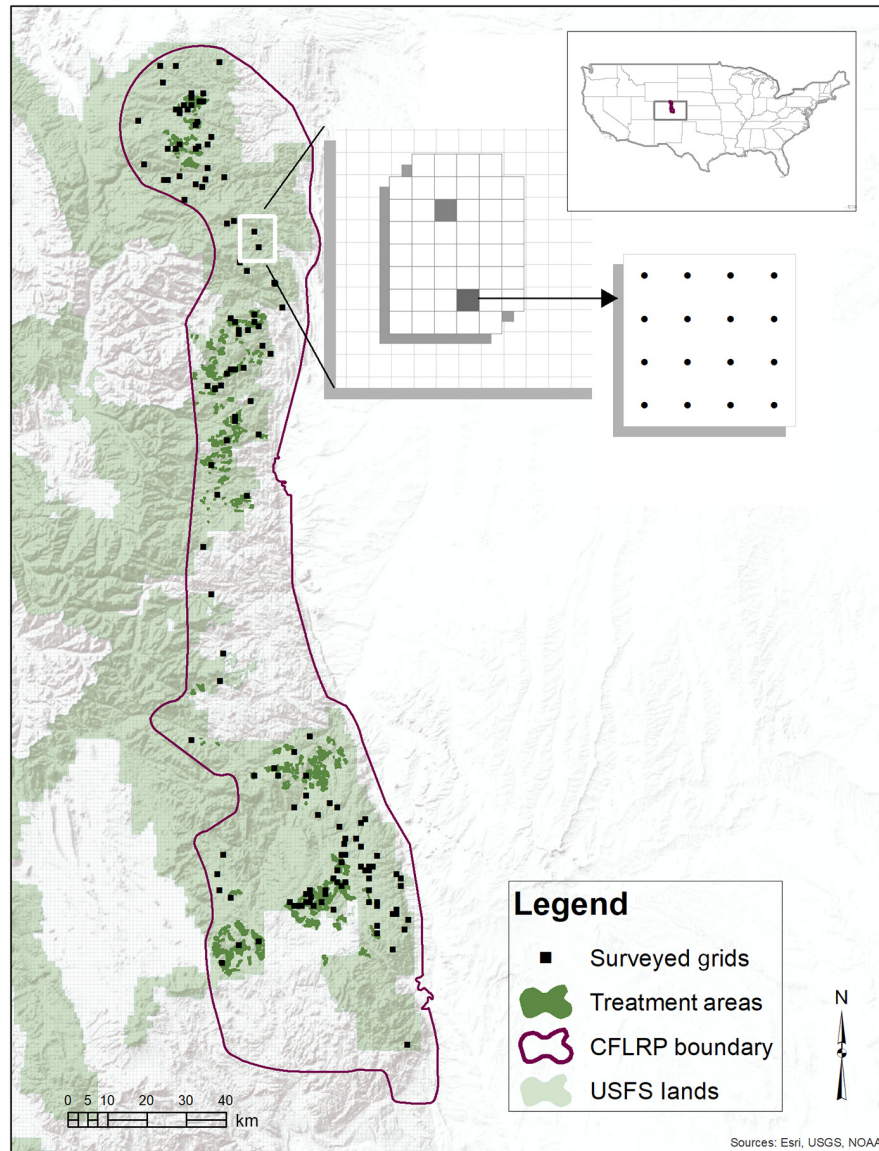 Legend
Surveyed grids
Treatment areas
CFLRP boundary
USFS lands
N
0 5 10 20 30 40
km
Sources: Esri, USGS, NOAA